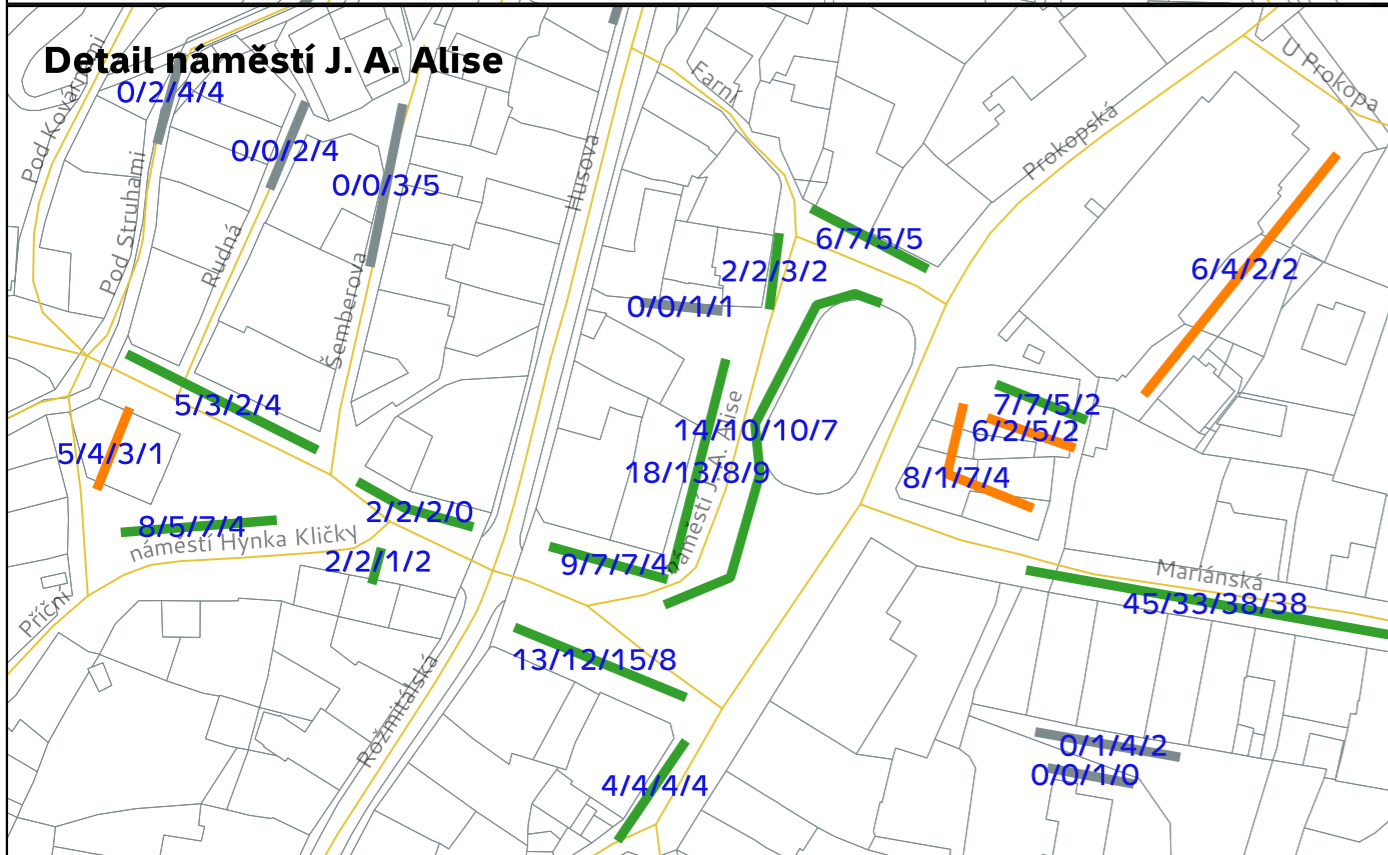 Detail náměstí J. A. Alise
Pod Kovárnami
0/2/4/4
0/0/2/4
0/0/3/5
Pod Struhami
Rudná
Šemberova
Husova
Farní
Prokopská
U Prokopa
6/7/5/5
2/2/3/2
0/0/1/1
6/4/2/2
5/3/2/4
7/7/5/2
6/2/5/2
14/10/10/7
18/13/8/9
náměstí J. A. Alise
8/1/7/4
5/4/3/1
8/5/7/4
2/2/2/0
náměstí Hynka Kličky
2/2/1/2
9/7/7/4
Příční
Mariánská
45/33/38/38
13/12/15/8
Rožmitálská
4/4/4/4
0/1/4/2
0/0/1/0